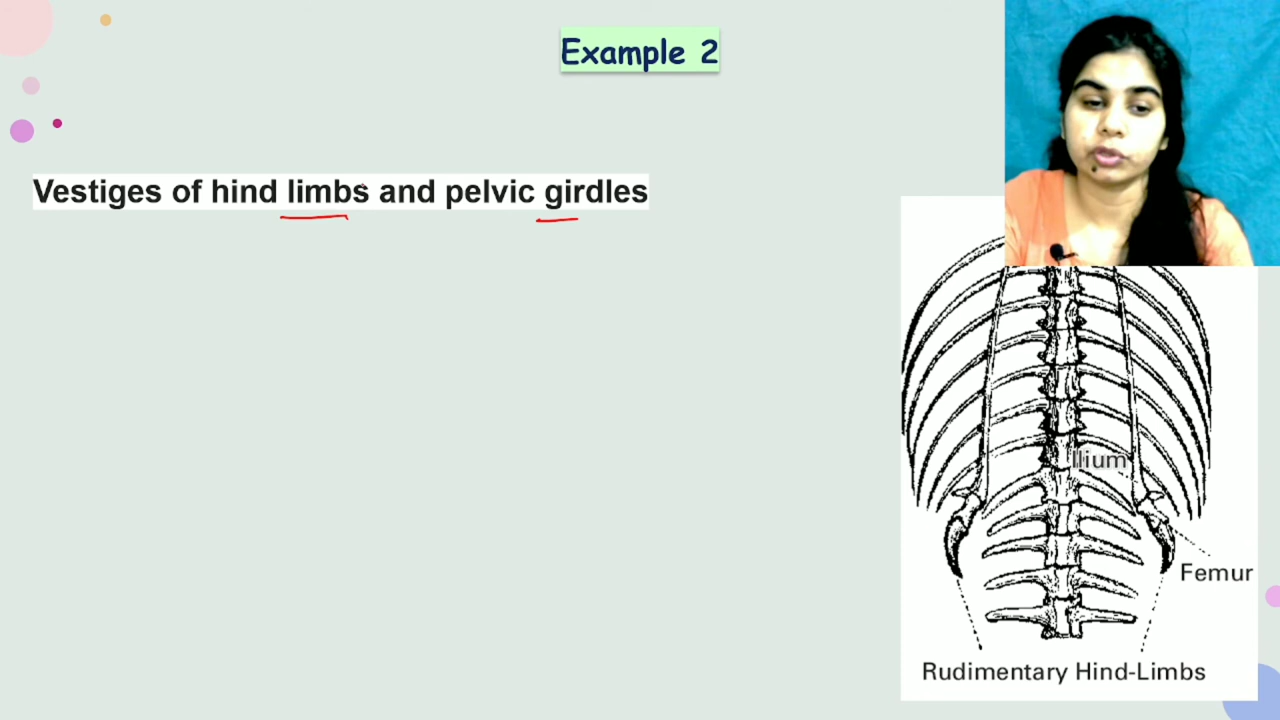 Example 2
Vestiges of hind limbs and pelvic girdles
Ilium
Femur
Rudimentary Hind-Limbs